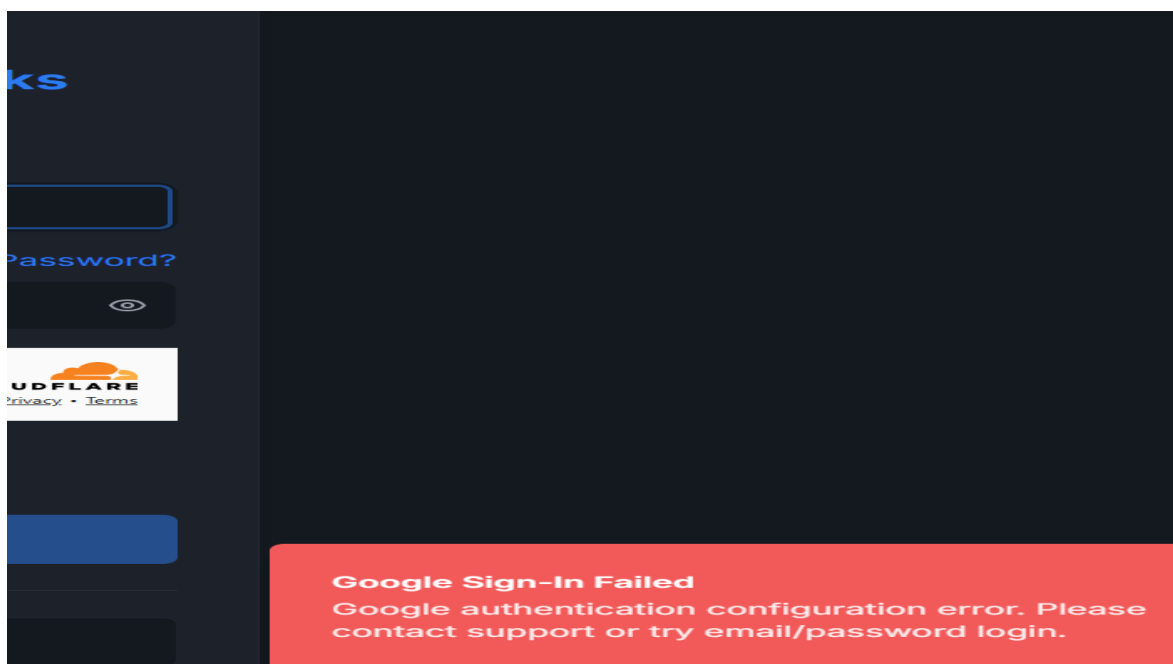 ks
Password?
UDFLARE
Privacy • Terms
Google Sign-In Failed
Google authentication configuration error. Please
contact support or try email/password login.